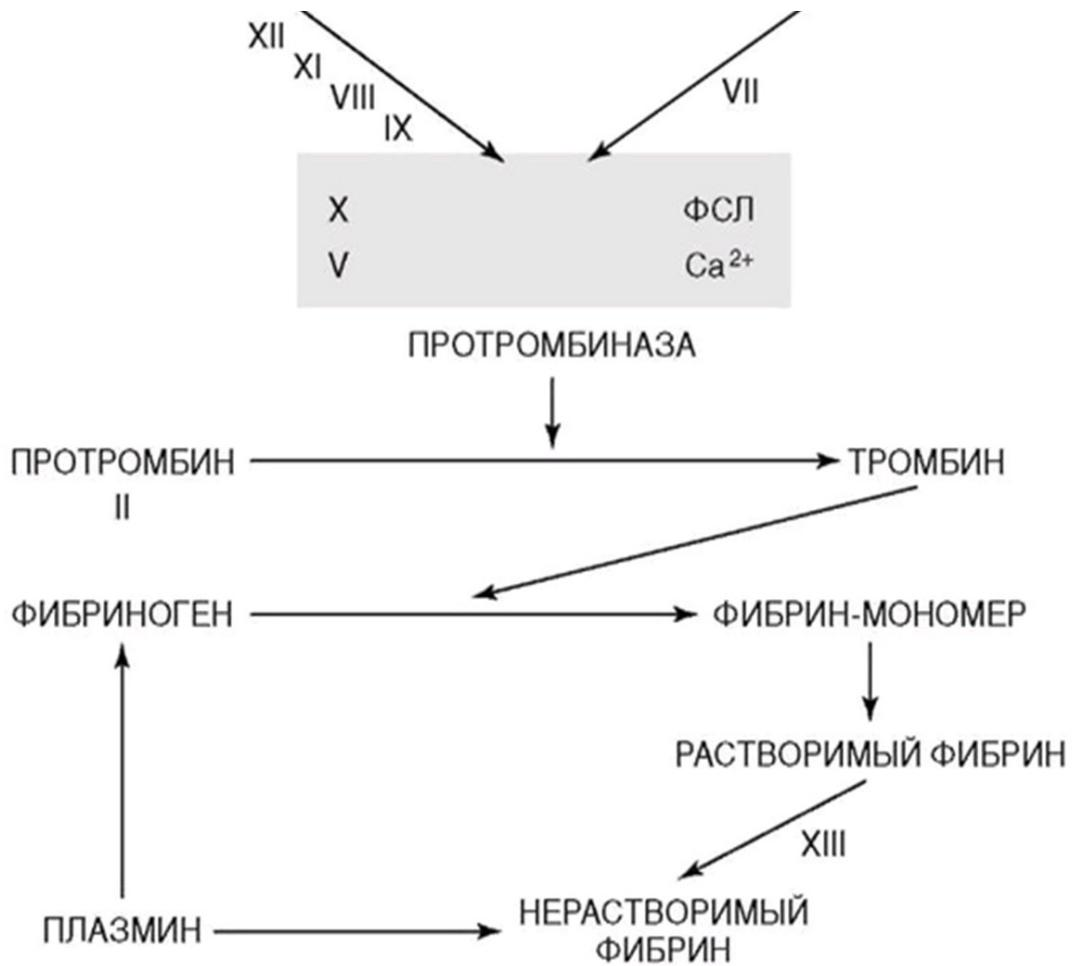 XII
XI
VIII
IX
VII
X
ФСЛ
V
Ca²⁺
ПРОТРОМБИНАЗА
ПРОТРОМБИН
ТРОМБИН
II
ФИБРИНОГЕН
ФИБРИН-МОНОМЕР
РАСТВОРИМЫЙ ФИБРИН
XIII
ПЛАЗМИН
НЕРАСТВОРИМЫЙ
ФИБРИН